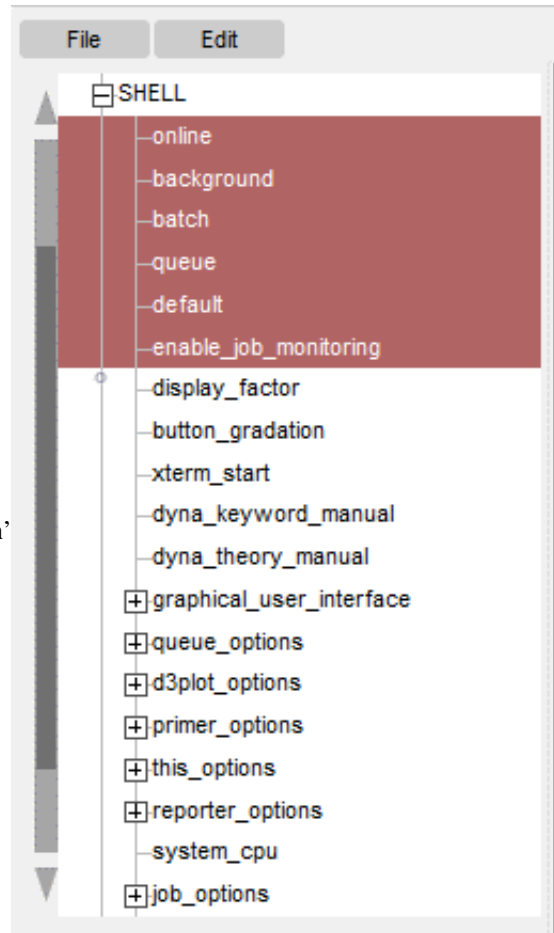 File Edit
SHELL
online
background
batch
queue
default
enable_job_monitoring
display_factor
button_gradation
xterm_start
dyna_keyword_manual
dyna_theory_manual
graphical_user_interface
queue_options
d3plot_options
primer_options
this_options
reporter_options
system_cpu
job_options